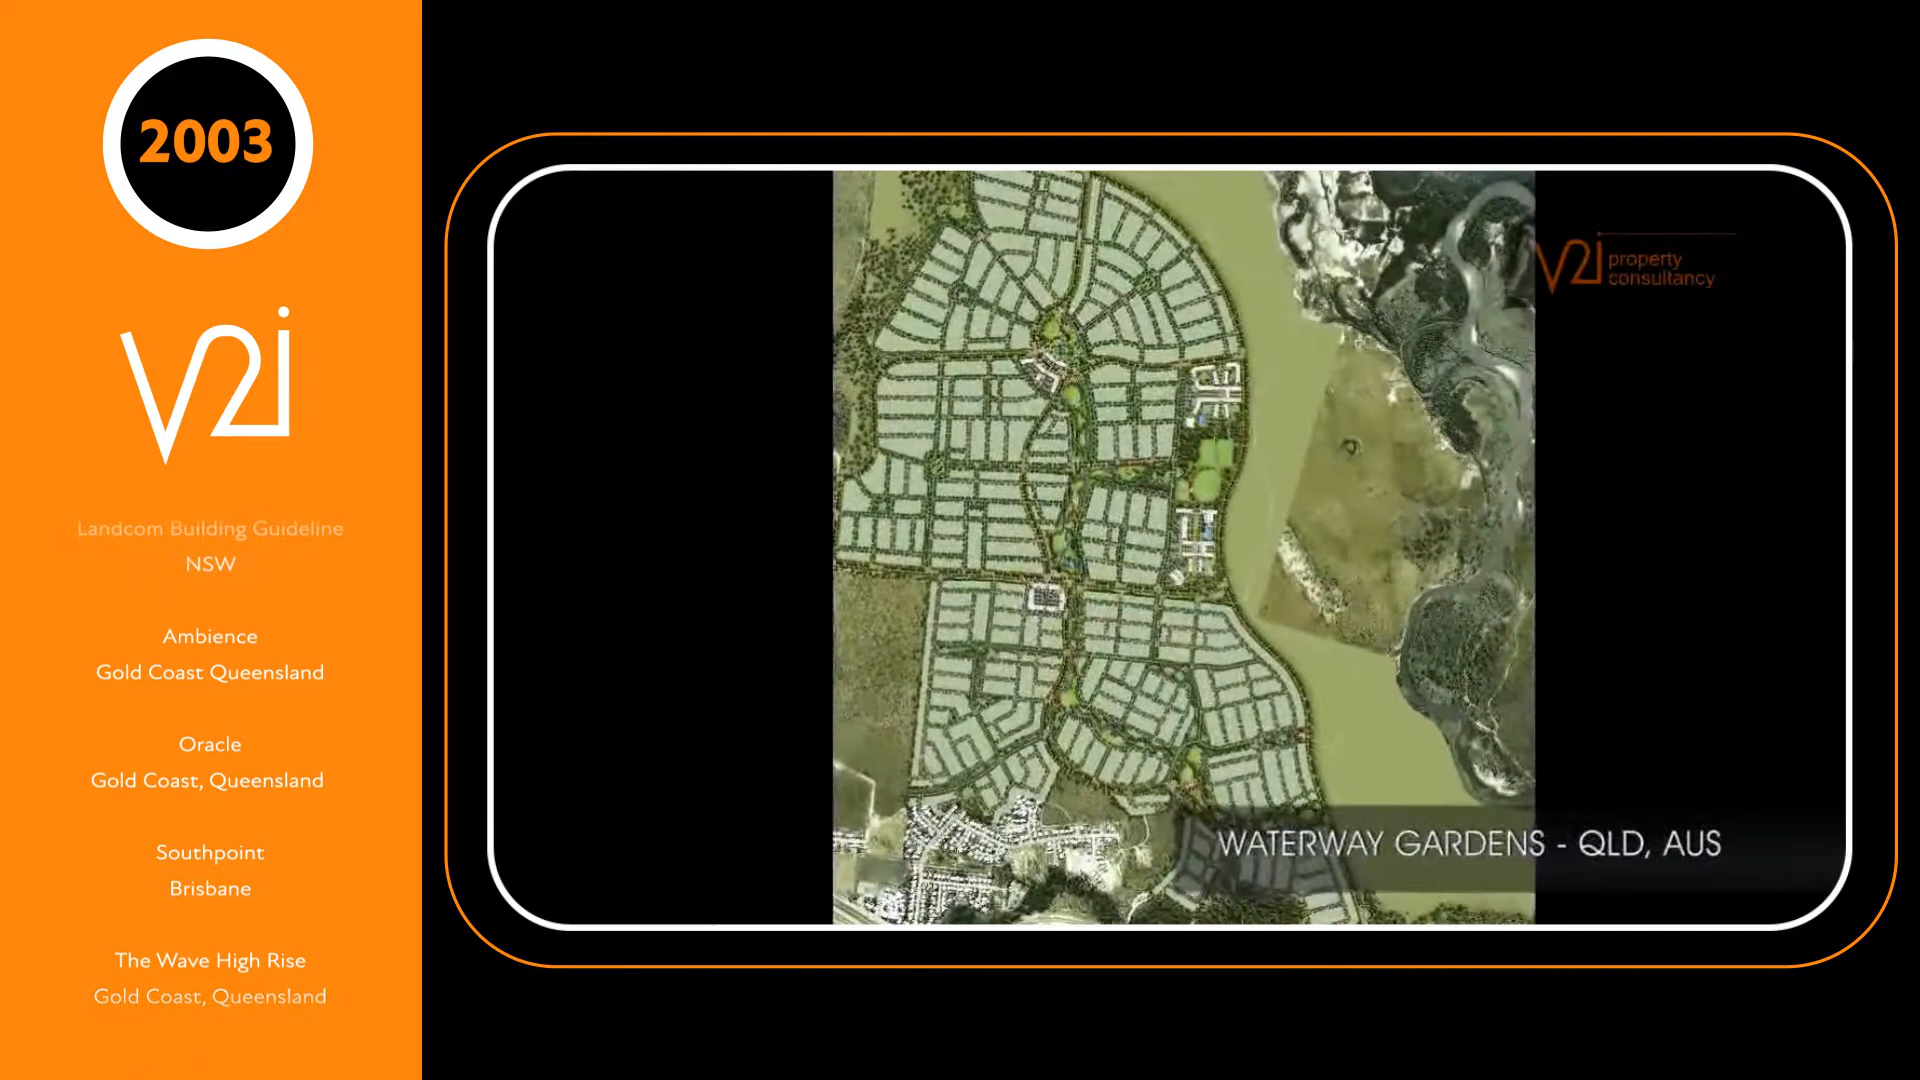 2003
V2i
Landcom Building Guideline
NSW
Ambience
Gold Coast Queensland
Oracle
Gold Coast, Queensland
Southpoint
Brisbane
The Wave High Rise
Gold Coast, Queensland
V2i property
consultancy
WATERWAY GARDENS - QLD, AUS